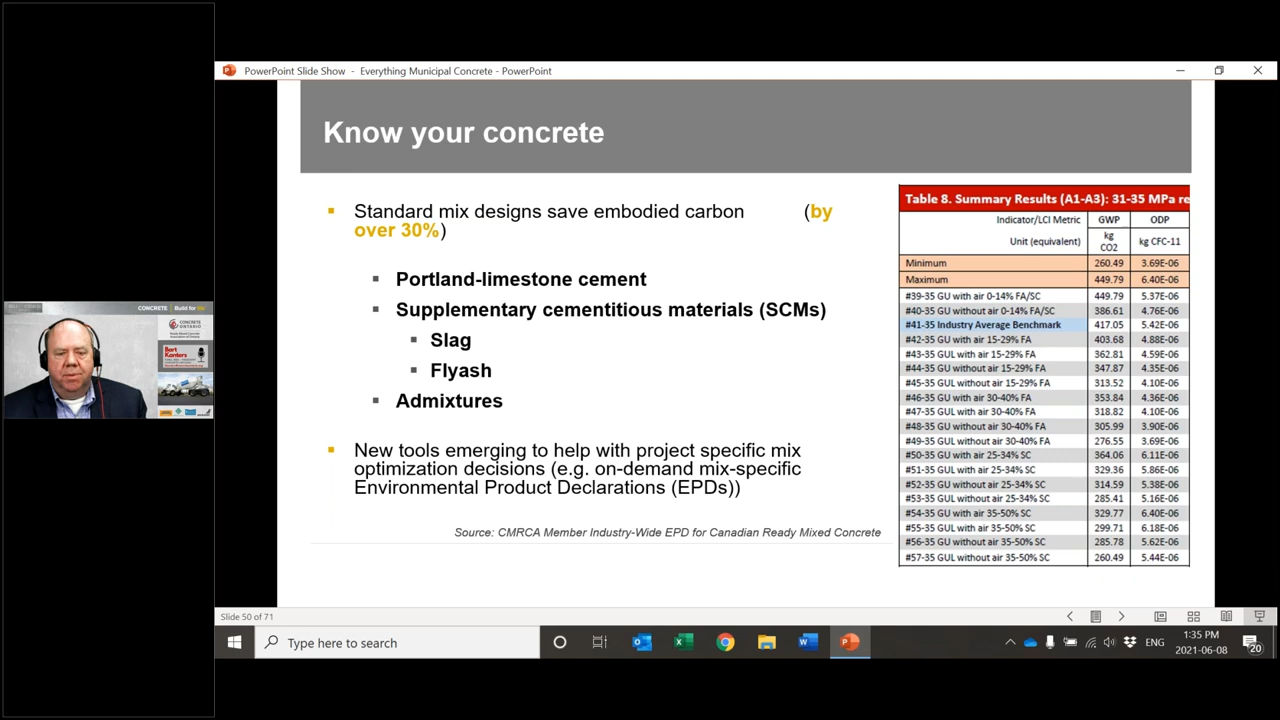 PowerPoint Slide Show - Everything Municipal Concrete - PowerPoint
Know your concrete
Standard mix designs save embodied carbon (by
over 30%)
Portland-limestone cement
Supplementary cementitious materials (SCMs)
Slag
Flyash
Admixtures
New tools emerging to help with project specific mix
optimization decisions (e.g. on-demand mix-specific
Environmental Product Declarations (EPDs))
Source: CMRCA Member Industry-Wide EPD for Canadian Ready Mixed Concrete
Table 8. Summary Results (A1-A3): 31-35 MPa re
Indicator/LCI Metric GWP ODP
Unit (equivalent) kg CO2 kg CFC-11
Minimum 260.49 3.69E-06
Maximum 449.79 6.40E-06
#39-35 GU with air 0-14% FA/SC 449.79 5.37E-06
#40-35 GU without air 0-14% FA/SC 386.61 4.76E-06
#41-35 Industry Average Benchmark 417.05 5.42E-06
#42-35 GU with air 15-29% FA 403.68 4.88E-06
#43-35 GUL with air 15-29% FA 362.81 4.59E-06
#44-35 GU without air 15-29% FA 347.87 4.35E-06
#45-35 GUL without air 15-29% FA 313.52 4.10E-06
#46-35 GU with air 30-40% FA 353.84 4.36E-06
#47-35 GUL with air 30-40% FA 318.82 4.10E-06
#48-35 GU without air 30-40% FA 305.99 3.90E-06
#49-35 GUL without air 30-40% FA 276.55 3.69E-06
#50-35 GU with air 25-34% SC 364.06 6.11E-06
#51-35 GUL with air 25-34% SC 329.36 5.86E-06
#52-35 GU without air 25-34% SC 314.59 5.38E-06
#53-35 GUL without air 25-34% SC 285.41 5.16E-06
#54-35 GU with air 35-50% SC 329.77 6.40E-06
#55-35 GUL with air 35-50% SC 299.71 6.18E-06
#56-35 GU without air 35-50% SC 285.78 5.62E-06
#57-35 GUL without air 35-50% SC 260.49 5.44E-06
CONCRETE Build for life
CONCRETE
ONTARIO
Bart
Kanters
Slide 50 of 71
Type here to search
ENG
1:35 PM
2021-06-08
20